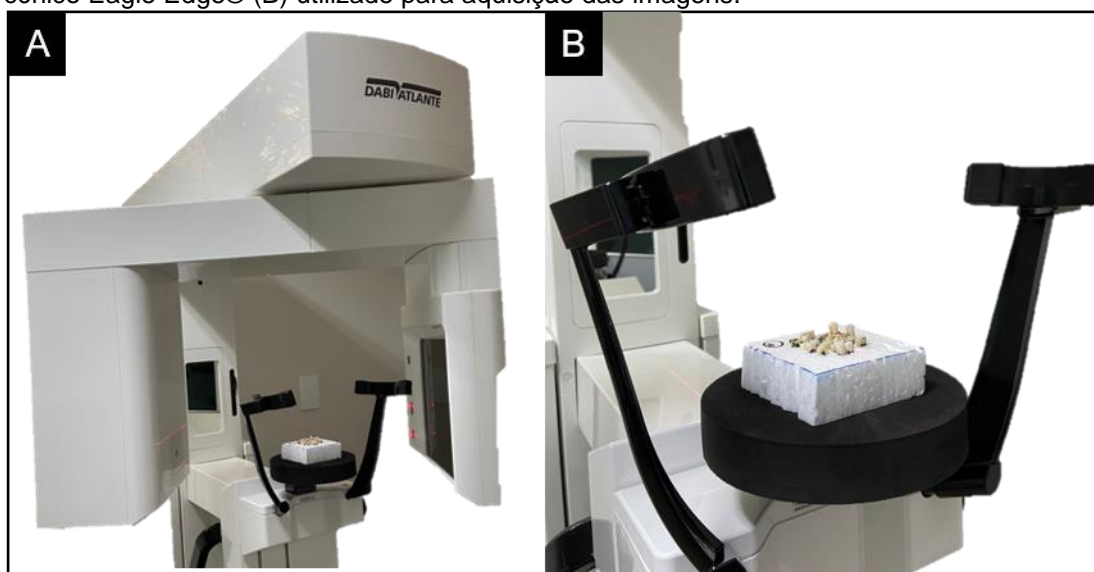 cônico Eagle Edge® (B) utilizado para aquisição das imagens.
A
B
DABI ATLANTE